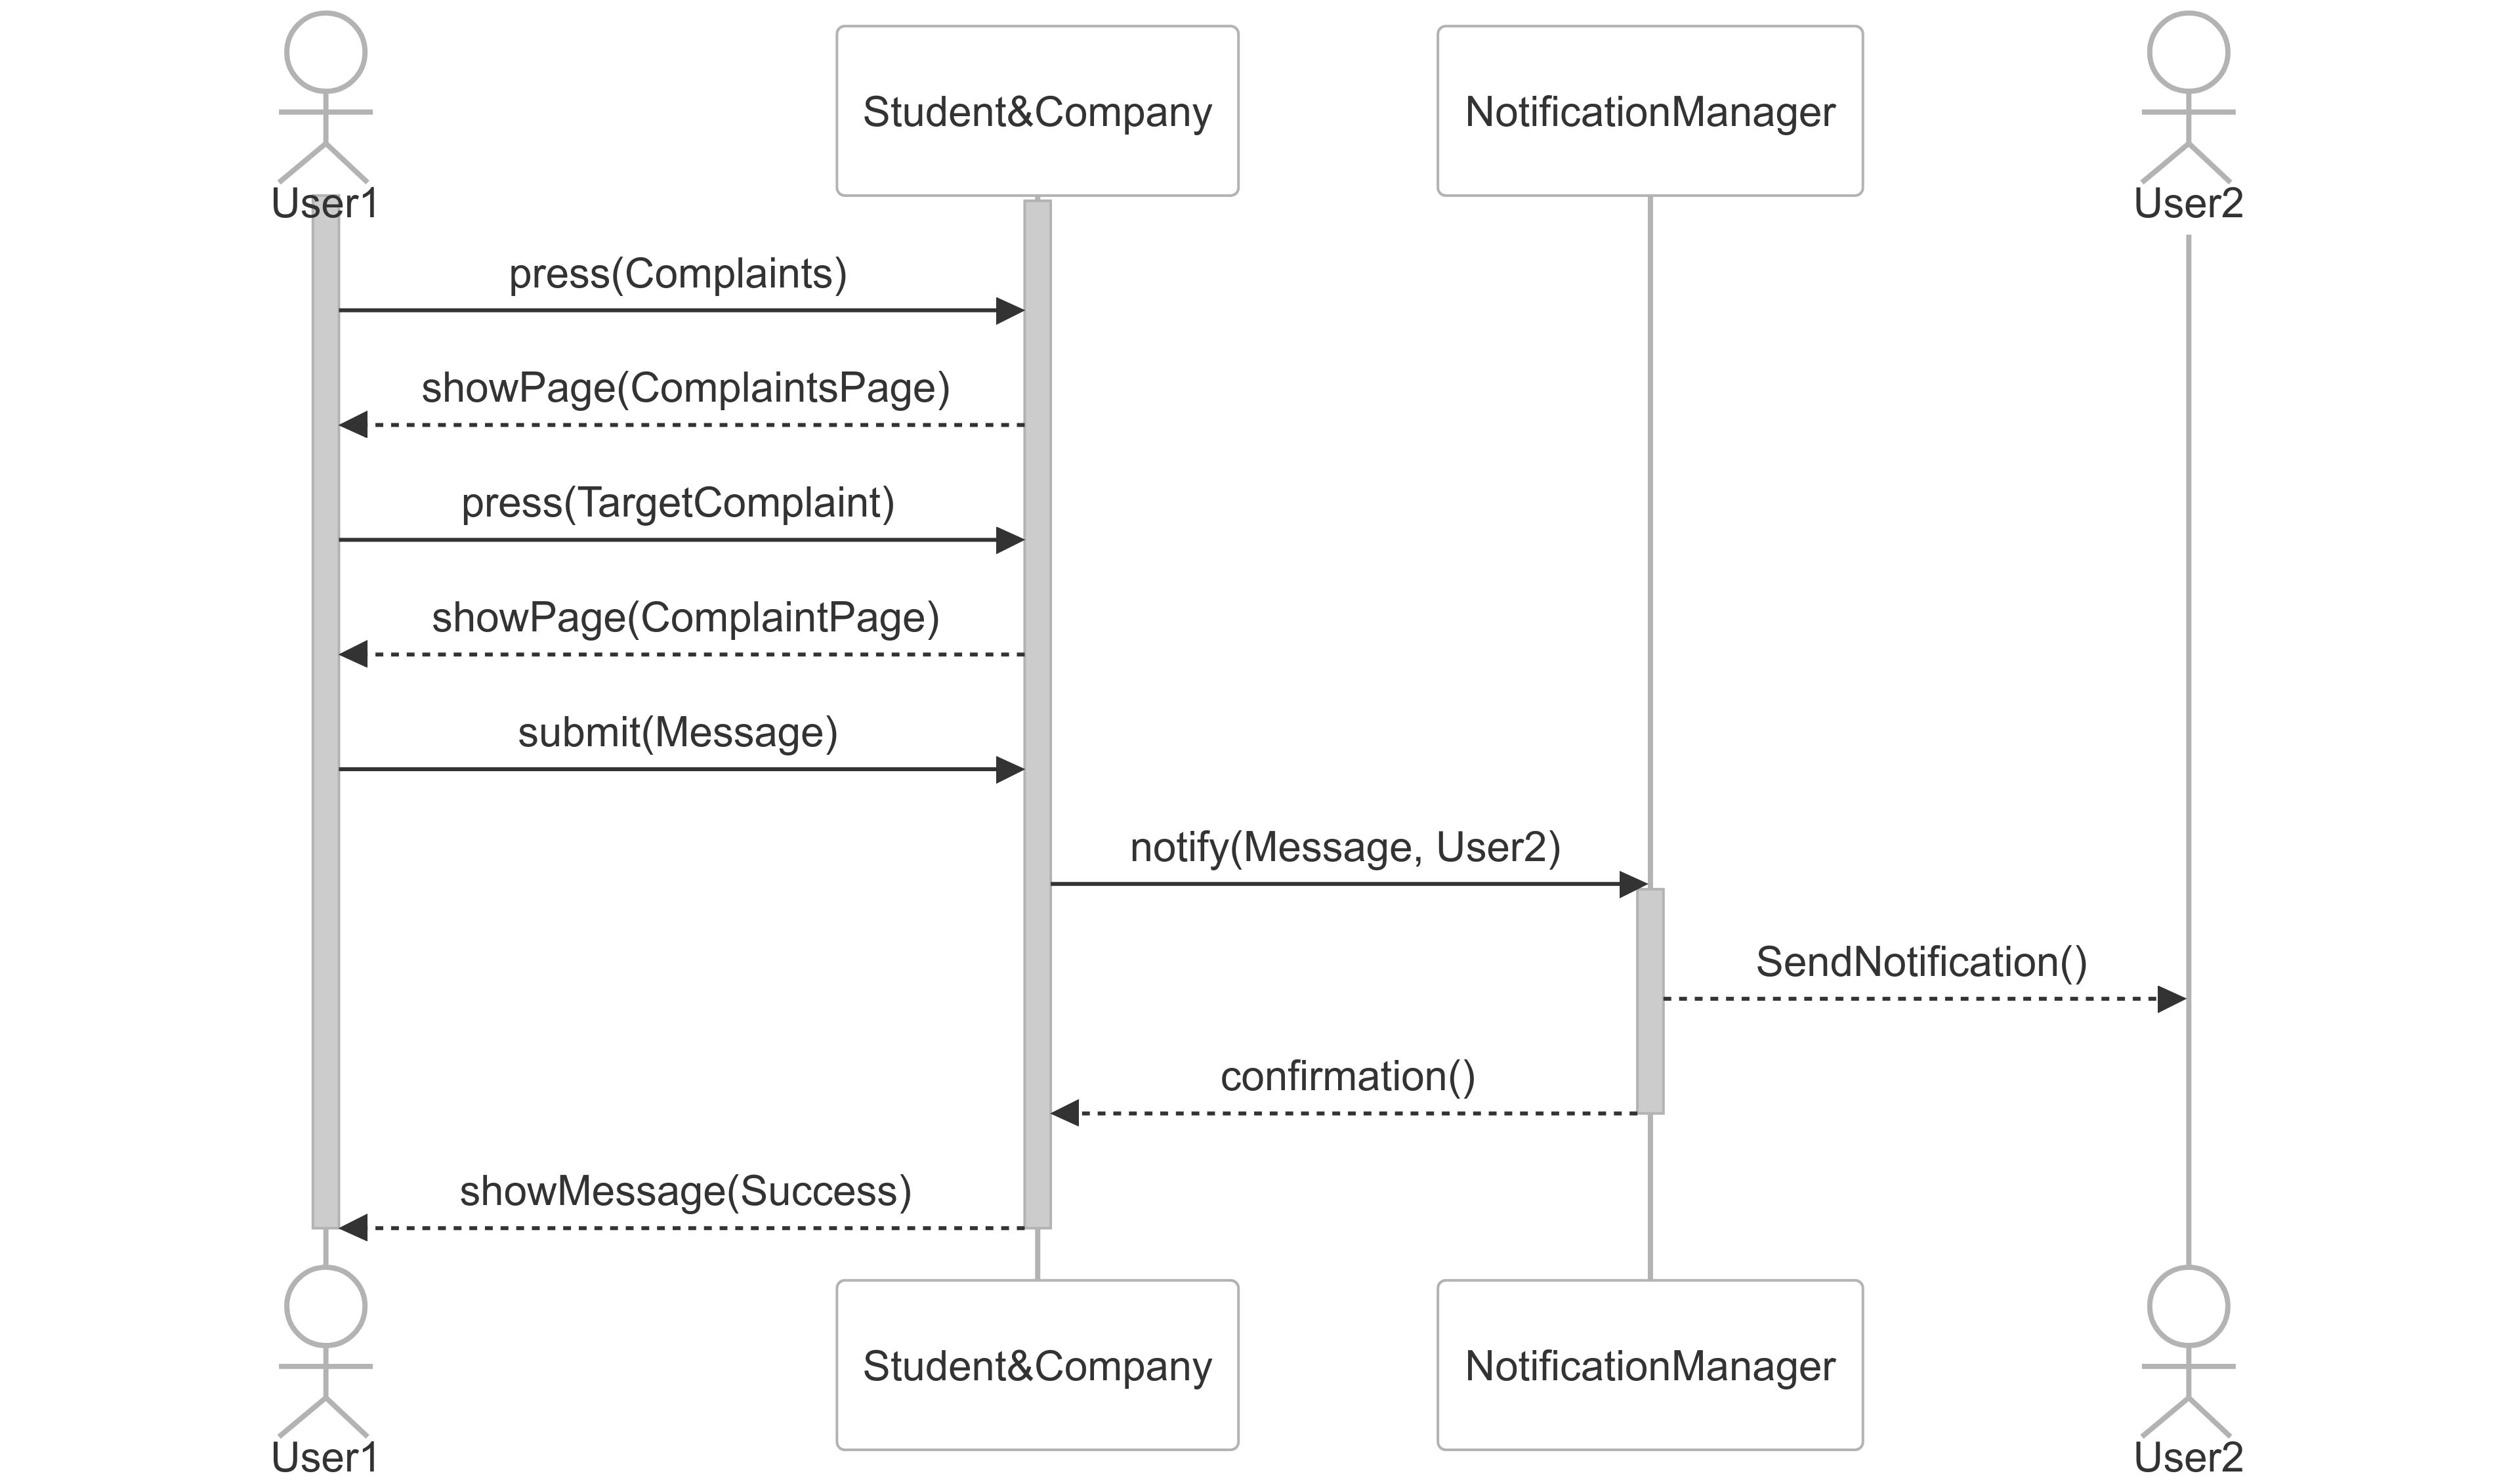 User1
Student&Company
NotificationManager
User2
press(Complaints)
showPage(ComplaintsPage)
press(TargetComplaint)
showPage(ComplaintPage)
submit(Message)
notify(Message, User2)
SendNotification()
confirmation()
showMessage(Success)
User1
Student&Company
NotificationManager
User2